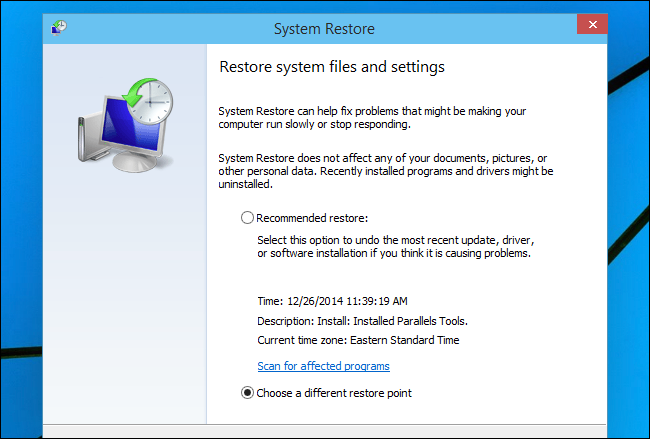 System Restore
Restore system files and settings
System Restore can help fix problems that might be making your
computer run slowly or stop responding.
System Restore does not affect any of your documents, pictures, or
other personal data. Recently installed programs and drivers might be
uninstalled.
Recommended restore:
Select this option to undo the most recent update, driver,
or software installation if you think it is causing problems.
Time: 12/26/2014 11:39:19 AM
Description: Install: Installed Parallels Tools.
Current time zone: Eastern Standard Time
Scan for affected programs
Choose a different restore point